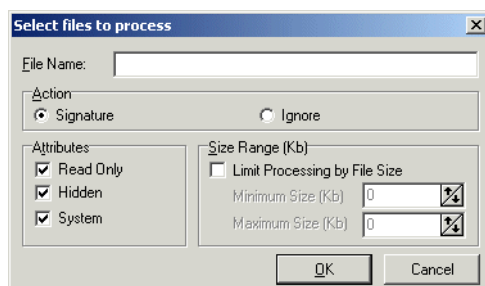 Select files to process
File Name:
Action
Signature Ignore
Attributes
Read Only
Hidden
System
Size Range (Kb)
Limit Processing by File Size
Minimum Size (Kb) 0
Maximum Size (Kb) 0
OK Cancel